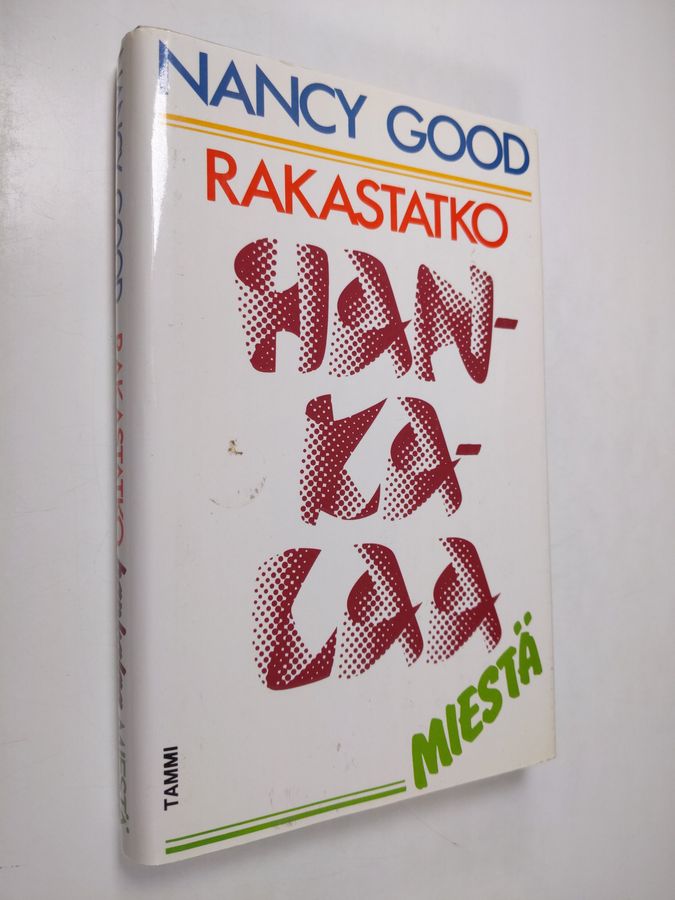 NANCY GOOD
RAKASTATKO
HAN-
KA-
LAA
MIESTÄ
TAMMI
NANCY GOOD RAKASTATKO hankalaa MIESTÄ